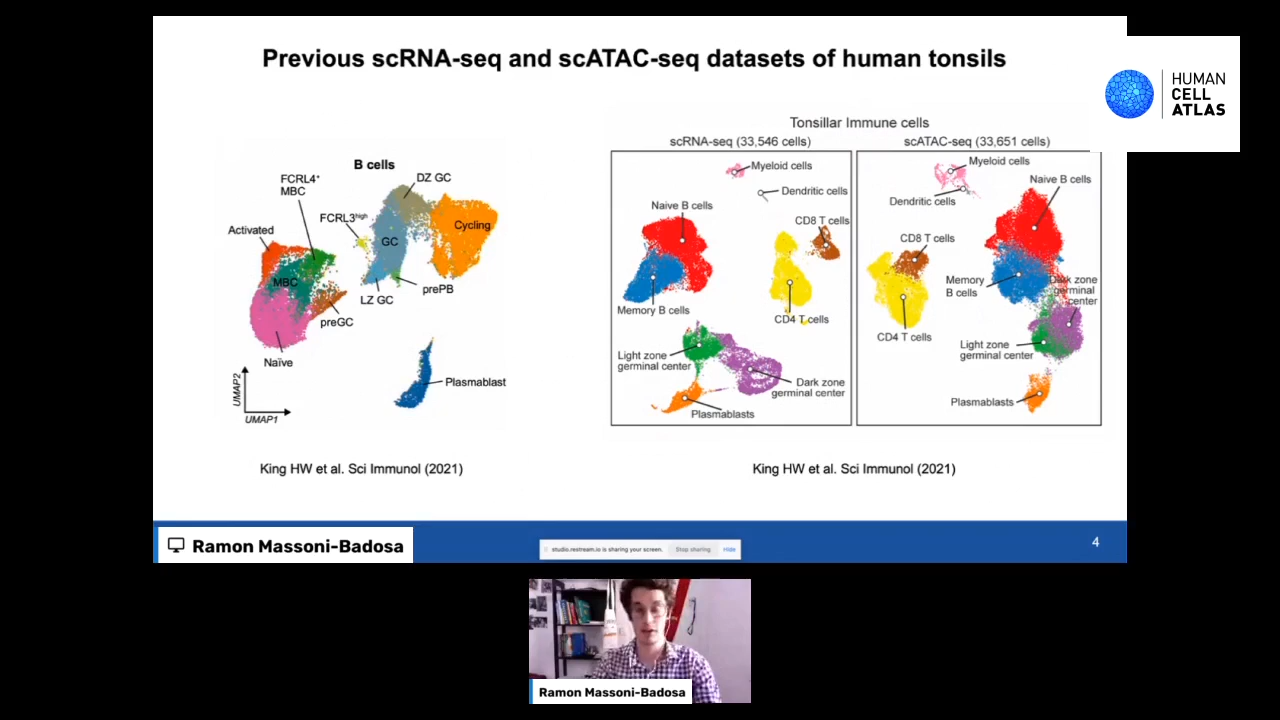 Previous scRNA-seq and scATAC-seq datasets of human tonsils
HUMAN
CELL
ATLAS
B cells
DZ GC
FCRL4+
MBC
FCRL3high
Activated
Cycling
GC
MBC
prePB
LZ GC
preGC
Naïve
Plasmablast
UMAP2
UMAP1
King HW et al. Sci Immunol (2021)
Tonsillar Immune cells
scRNA-seq (33,546 cells)
Myeloid cells
Dendritic cells
Naive B cells
CD8 T cells
Memory B cells
CD4 T cells
Light zone
germinal center
Dark zone
germinal center
Plasmablasts
scATAC-seq (33,651 cells)
Myeloid cells
Naive B cells
Dendritic cells
CD8 T cells
Memory
B cells
Dark zone
germinal
center
CD4 T cells
Light zone
germinal center
Plasmablasts
King HW et al. Sci Immunol (2021)
Ramon Massoni-Badosa
studio.restream.io is sharing your screen.
Stop sharing
Hide
4
Ramon Massoni-Badosa